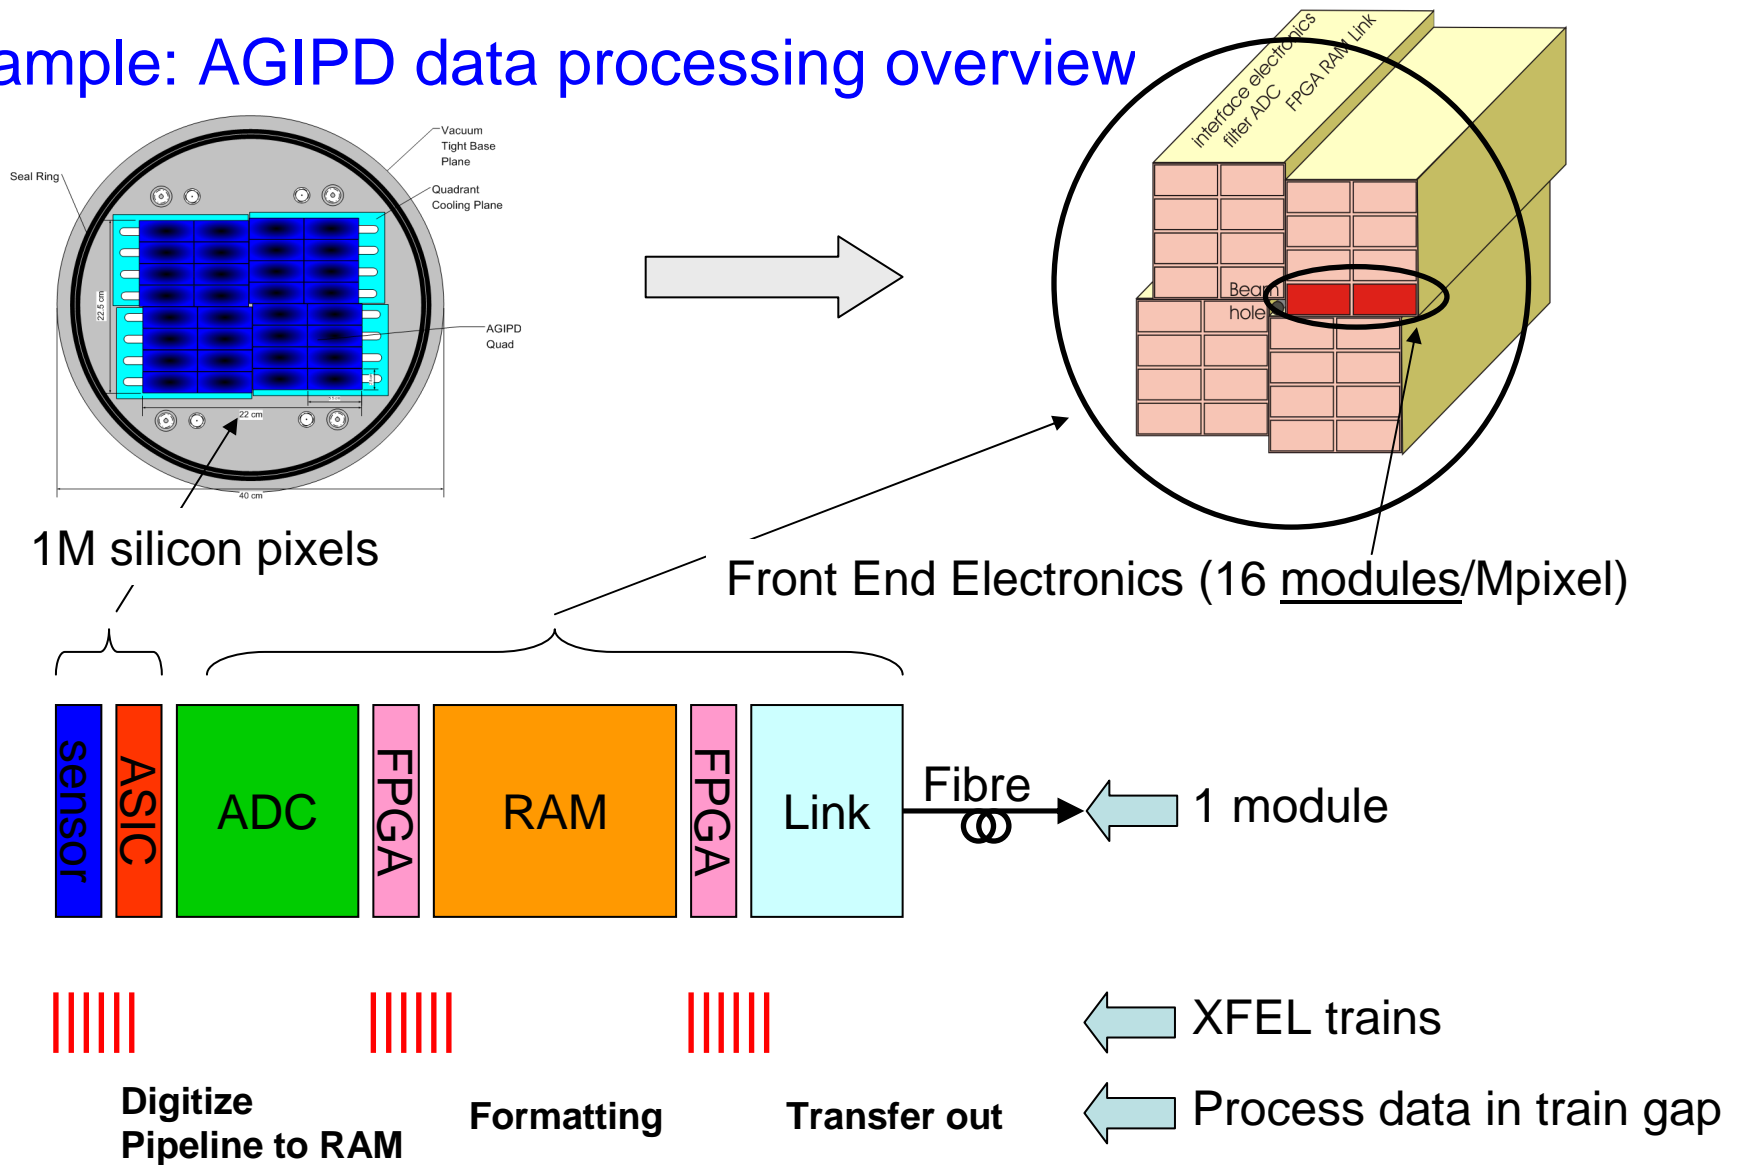 ample: AGIPD data processing overview
interface electronics
filter ADC
FPGA RAM Link
Vacuum
Tight Base
Plane
Seal Ring
Quadrant
Cooling Plane
22.5 cm
AGIPD
Quad
22 cm
40 cm
Beam
hole
1M silicon pixels
Front End Electronics (16 modules/Mpixel)
sensor
ASIC
ADC
FPGA
RAM
FPGA
Link
Fibre
1 module
XFEL trains
Digitize
Pipeline to RAM
Formatting
Transfer out
Process data in train gap